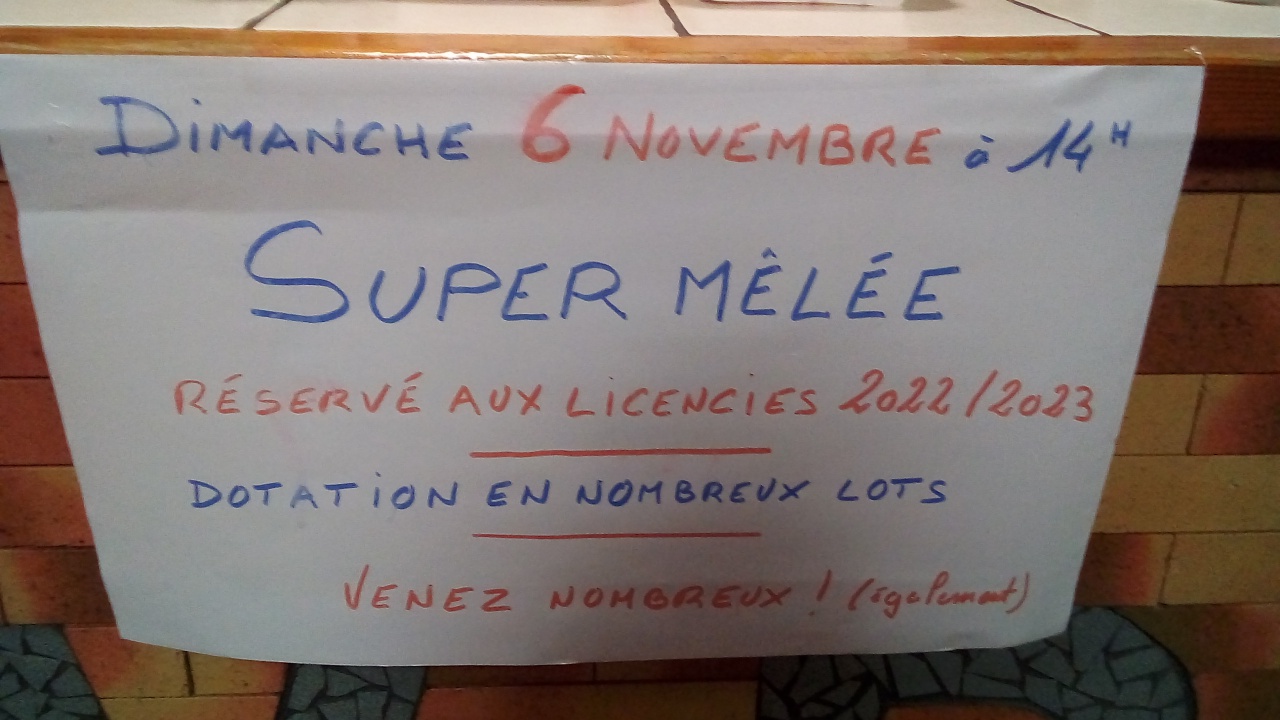 DiMANCHE 6 NOVEMBRE à 14H
SUPER MÊLÉE
RÉSERVÉ AUX LiCENCiES 2022/2023
DOTATiON EN NOMBREUX LOTS
VENEZ NOMBREUX ! (également)